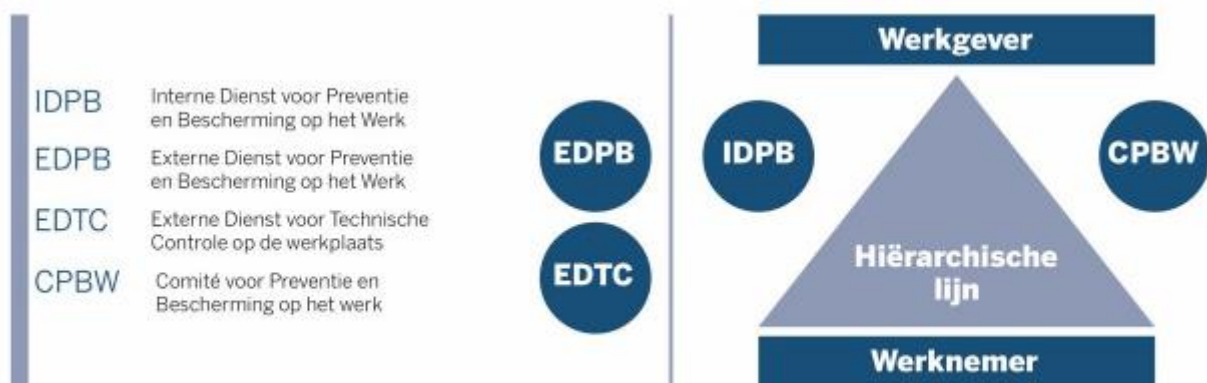 IDPB
Interne Dienst voor Preventie
en Bescherming op het Werk
EDPB
Externe Dienst voor Preventie
en Bescherming op het Werk
EDTC
Externe Dienst voor Technische
Controle op de werkplaats
CPBW
Comité voor Preventie en
Bescherming op het werk
EDPB
EDTC
Werkgever
IDPB
CPBW
Hiërarchische
lijn
Werknemer